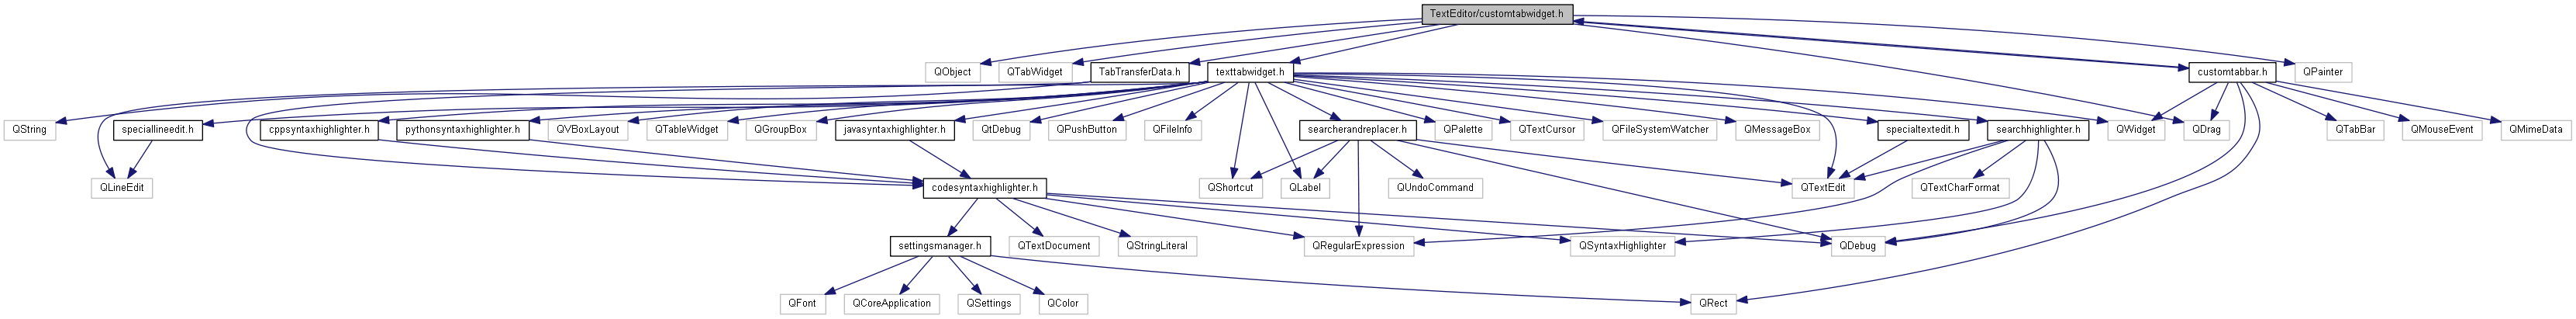 TextEditor/customtabwidget.h
QObject
QTabWidget
TabTransferData.h
texttabwidget.h
customtabbar.h
QPainter
QString
speciallineedit.h
cppsyntaxhighlighter.h
pythonsyntaxhighlighter.h
QVBoxLayout
QTableWidget
QGroupBox
javasyntaxhighlighter.h
QtDebug
QPushButton
QFileInfo
searcherandreplacer.h
QPalette
QTextCursor
QFileSystemWatcher
QMessageBox
specialtextedit.h
searchhighlighter.h
QWidget
QDrag
QTabBar
QMouseEvent
QMimeData
QLineEdit
codesyntaxhighlighter.h
QShortcut
QLabel
QUndoCommand
QTextEdit
QTextCharFormat
settingsmanager.h
QTextDocument
QStringLiteral
QRegularExpression
QSyntaxHighlighter
QDebug
QFont
QCoreApplication
QSettings
QColor
QRect